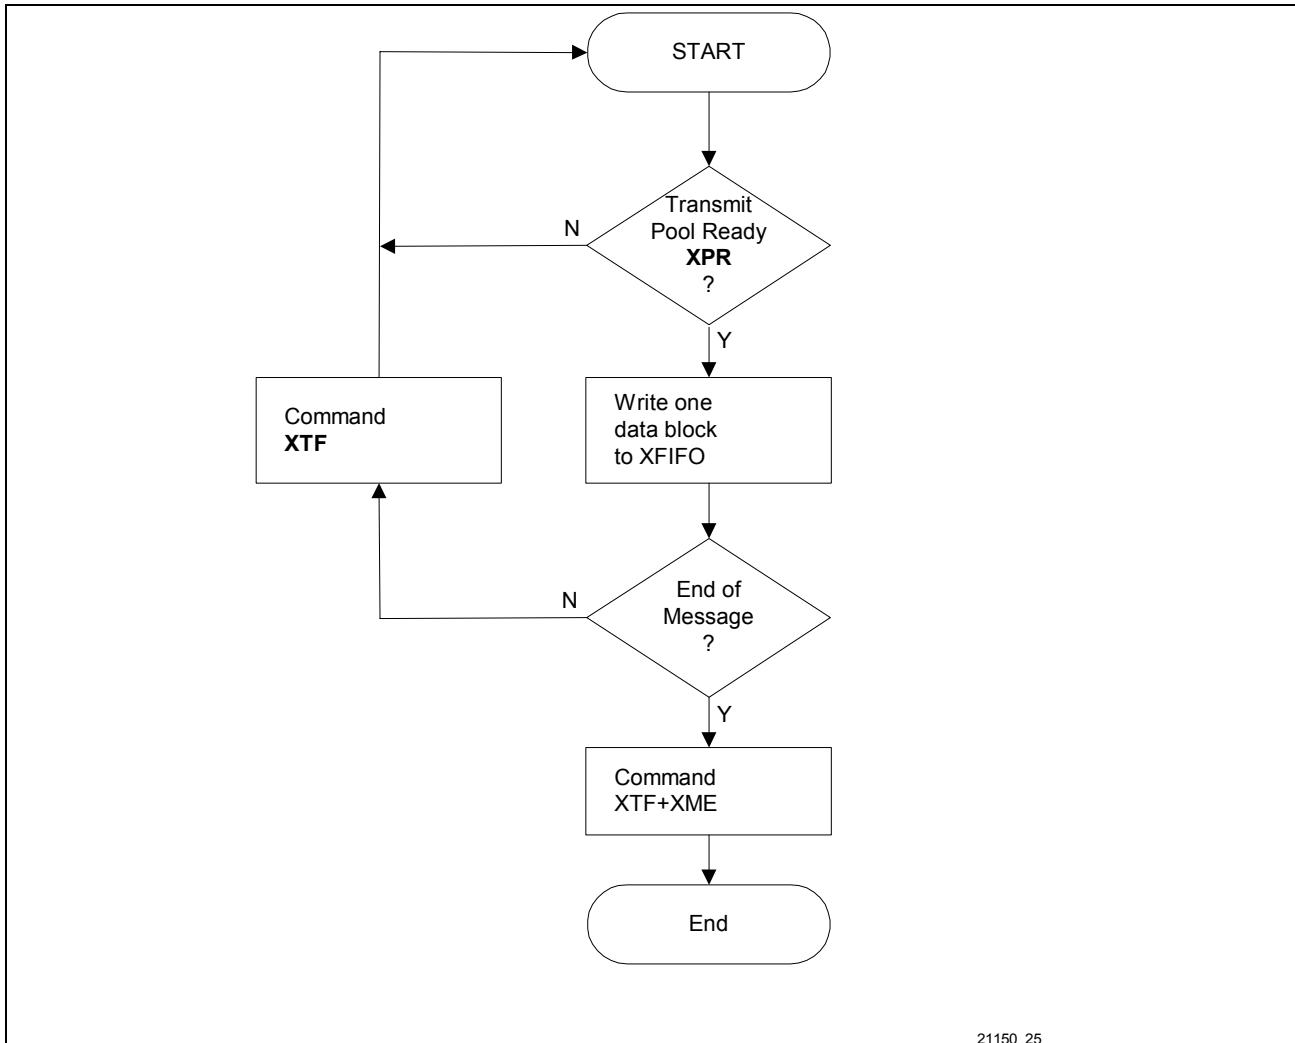 START
Transmit
Pool Ready
XPR
?
N
Y
Command
XTF
Write one
data block
to XFIFO
End of
Message
?
N
Y
Command
XTF+XME
End
21150_25